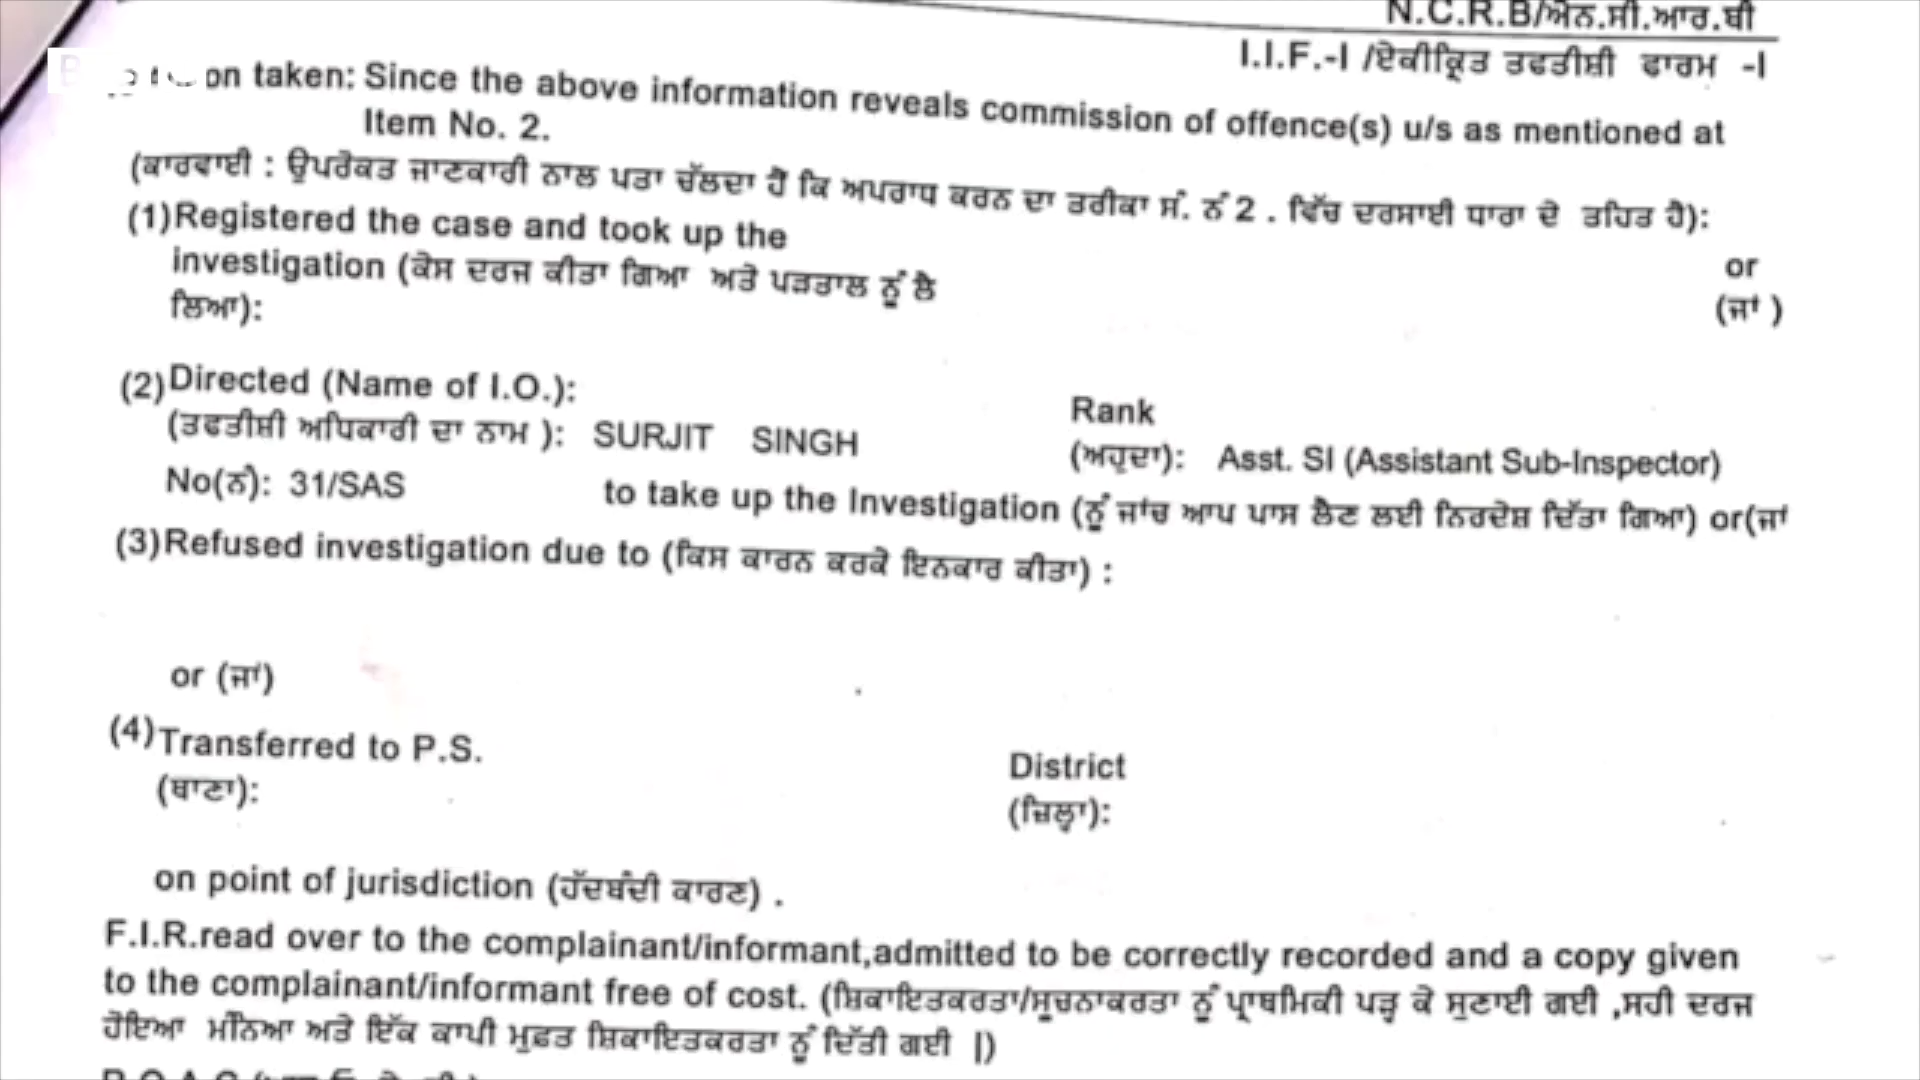 N.C.R.B/ਐਨ.ਸੀ.ਆਰ.ਬੀ
I.I.F.-I /ਏਕੀਕ੍ਰਿਤ ਤਫਤੀਸ਼ੀ ਫਾਰਮ -I
on taken: Since the above information reveals commission of offence(s) u/s as mentioned at
Item No. 2.
(ਕਾਰਵਾਈ : ਉਪਰੋਕਤ ਜਾਣਕਾਰੀ ਨਾਲ ਪਤਾ ਚੱਲਦਾ ਹੈ ਕਿ ਅਪਰਾਧ ਕਰਨ ਦਾ ਤਰੀਕਾ ਸੰ. ਨੰ 2 . ਵਿੱਚ ਦਰਸਾਈ ਧਾਰਾ ਦੇ ਤਹਿਤ ਹੈ):
(1)Registered the case and took up the
investigation (ਕੇਸ ਦਰਜ ਕੀਤਾ ਗਿਆ ਅਤੇ ਪੜਤਾਲ ਨੂੰ ਲੈ
or
ਲਿਆ):
(ਜਾਂ )
(2)Directed (Name of I.O.):
Rank
(ਤਫਤੀਸ਼ੀ ਅਧਿਕਾਰੀ ਦਾ ਨਾਮ ): SURJIT SINGH
(ਅਹੁਦਾ): Asst. SI (Assistant Sub-Inspector)
No(ਨੰ): 31/SAS
to take up the Investigation (ਨੂੰ ਜਾਂਚ ਆਪ ਪਾਸ ਲੈਣ ਲਈ ਨਿਰਦੇਸ਼ ਦਿੱਤਾ ਗਿਆ) or(ਜਾਂ
(3)Refused investigation due to (ਕਿਸ ਕਾਰਨ ਕਰਕੇ ਇਨਕਾਰ ਕੀਤਾ) :
or (ਜਾਂ)
(4)Transferred to P.S.
District
(ਥਾਣਾ):
(ਜ਼ਿਲ੍ਹਾ):
on point of jurisdiction (ਹੱਦਬੰਦੀ ਕਾਰਣ) .
F.I.R.read over to the complainant/informant,admitted to be correctly recorded and a copy given
to the complainant/informant free of cost. (ਸ਼ਿਕਾਇਤਕਰਤਾ/ਸੂਚਨਾਕਰਤਾ ਨੂੰ ਪ੍ਰਾਥਮਿਕੀ ਪੜ੍ਹ ਕੇ ਸੁਣਾਈ ਗਈ ,ਸਹੀ ਦਰਜ
ਹੋਇਆ ਮੰਨਿਆ ਅਤੇ ਇੱਕ ਕਾਪੀ ਮੁਫਤ ਸ਼ਿਕਾਇਤਕਰਤਾ ਨੂੰ ਦਿੱਤੀ ਗਈ |)